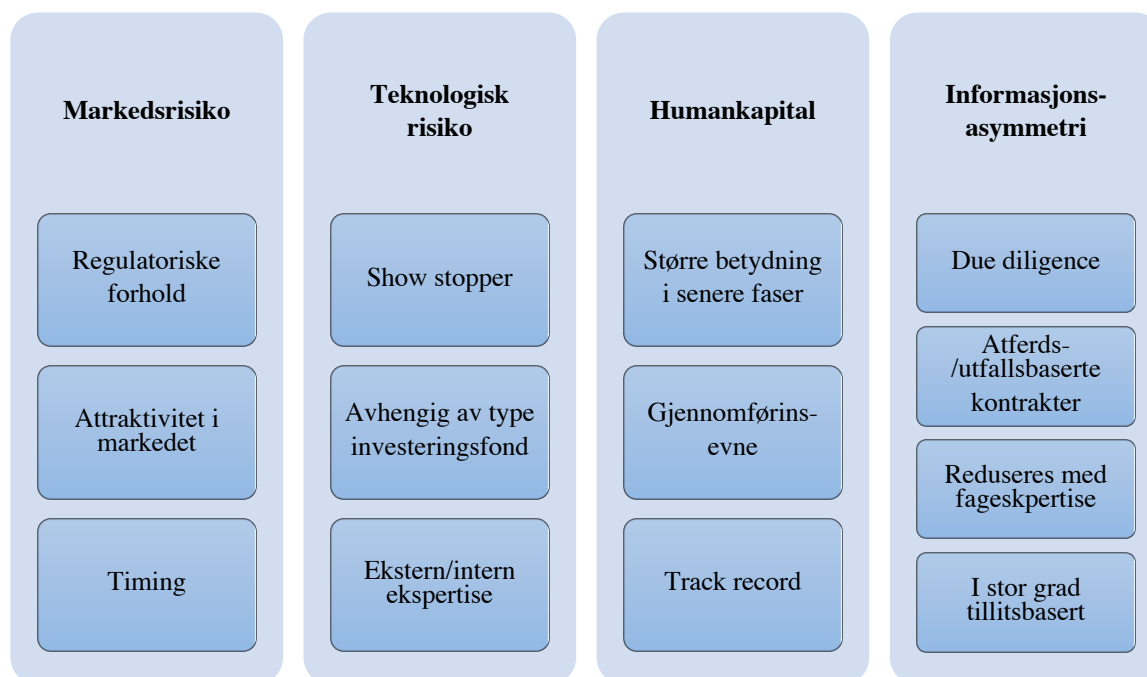 Markedsrisiko
Regulatoriske
forhold
Attraktivitet i
markedet
Timing
Teknologisk
risiko
Show stopper
Avhengig av type
investeringsfond
Ekstern/intern
ekspertise
Humankapital
Større betydning
i senere faser
Gjennomførins-
evne
Track record
Informasjons-
asymmetri
Due diligence
Atferds-
/utfallsbaserte
kontrakter
Reduseres med
fageskpertise
I stor grad
tillitsbasert